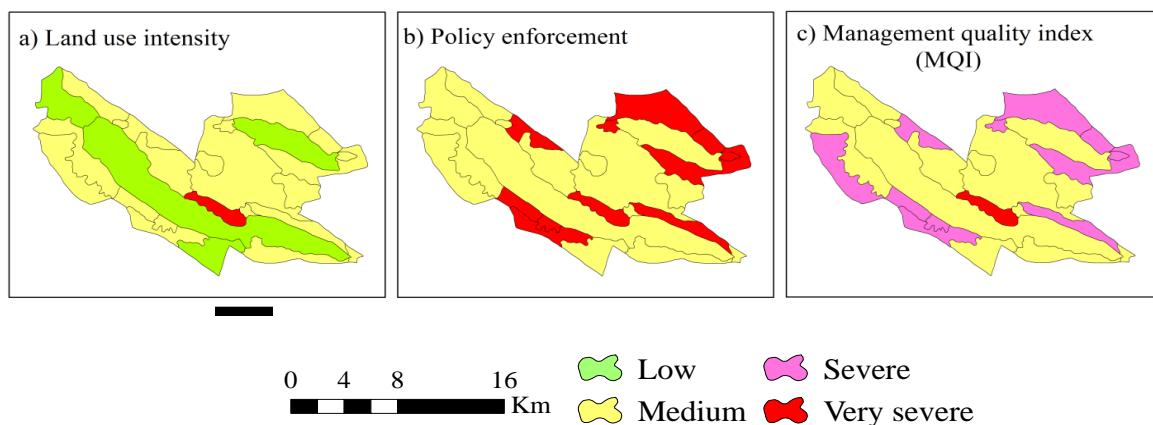 a) Land use intensity
b) Policy enforcement
c) Management quality index
(MQI)
0 4 8 16
Km
Low
Severe
Medium
Very severe